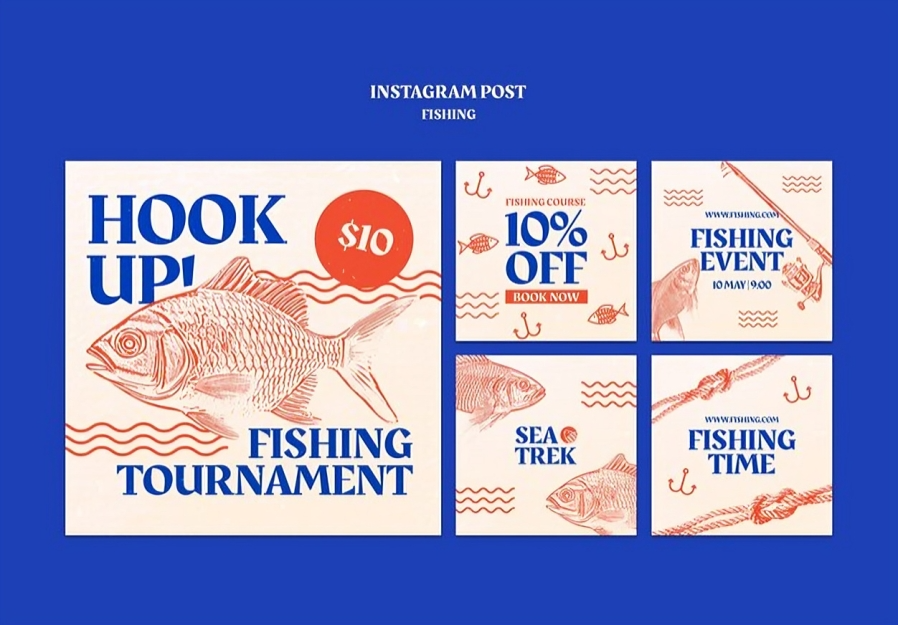 INSTAGRAM POST
FISHING
HOOK
UP!
$10
FISHING
TOURNAMENT
FISHING COURSE
10%
OFF
BOOK NOW
WWW.FISHING.COM
FISHING
EVENT
10 MAY | 9:00
SEA
TREK
WWW.FISHING.COM
FISHING
TIME